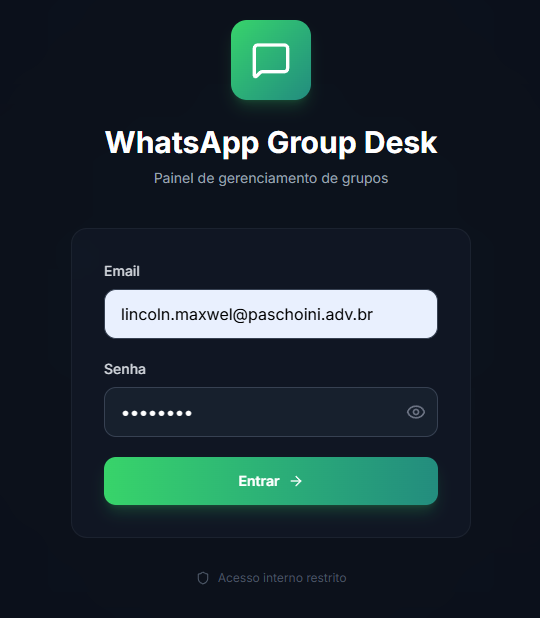 WhatsApp Group Desk
Painel de gerenciamento de grupos
Email
lincoln.maxwel@paschoini.adv.br
Senha
••••••••
Entrar →
Acesso interno restrito